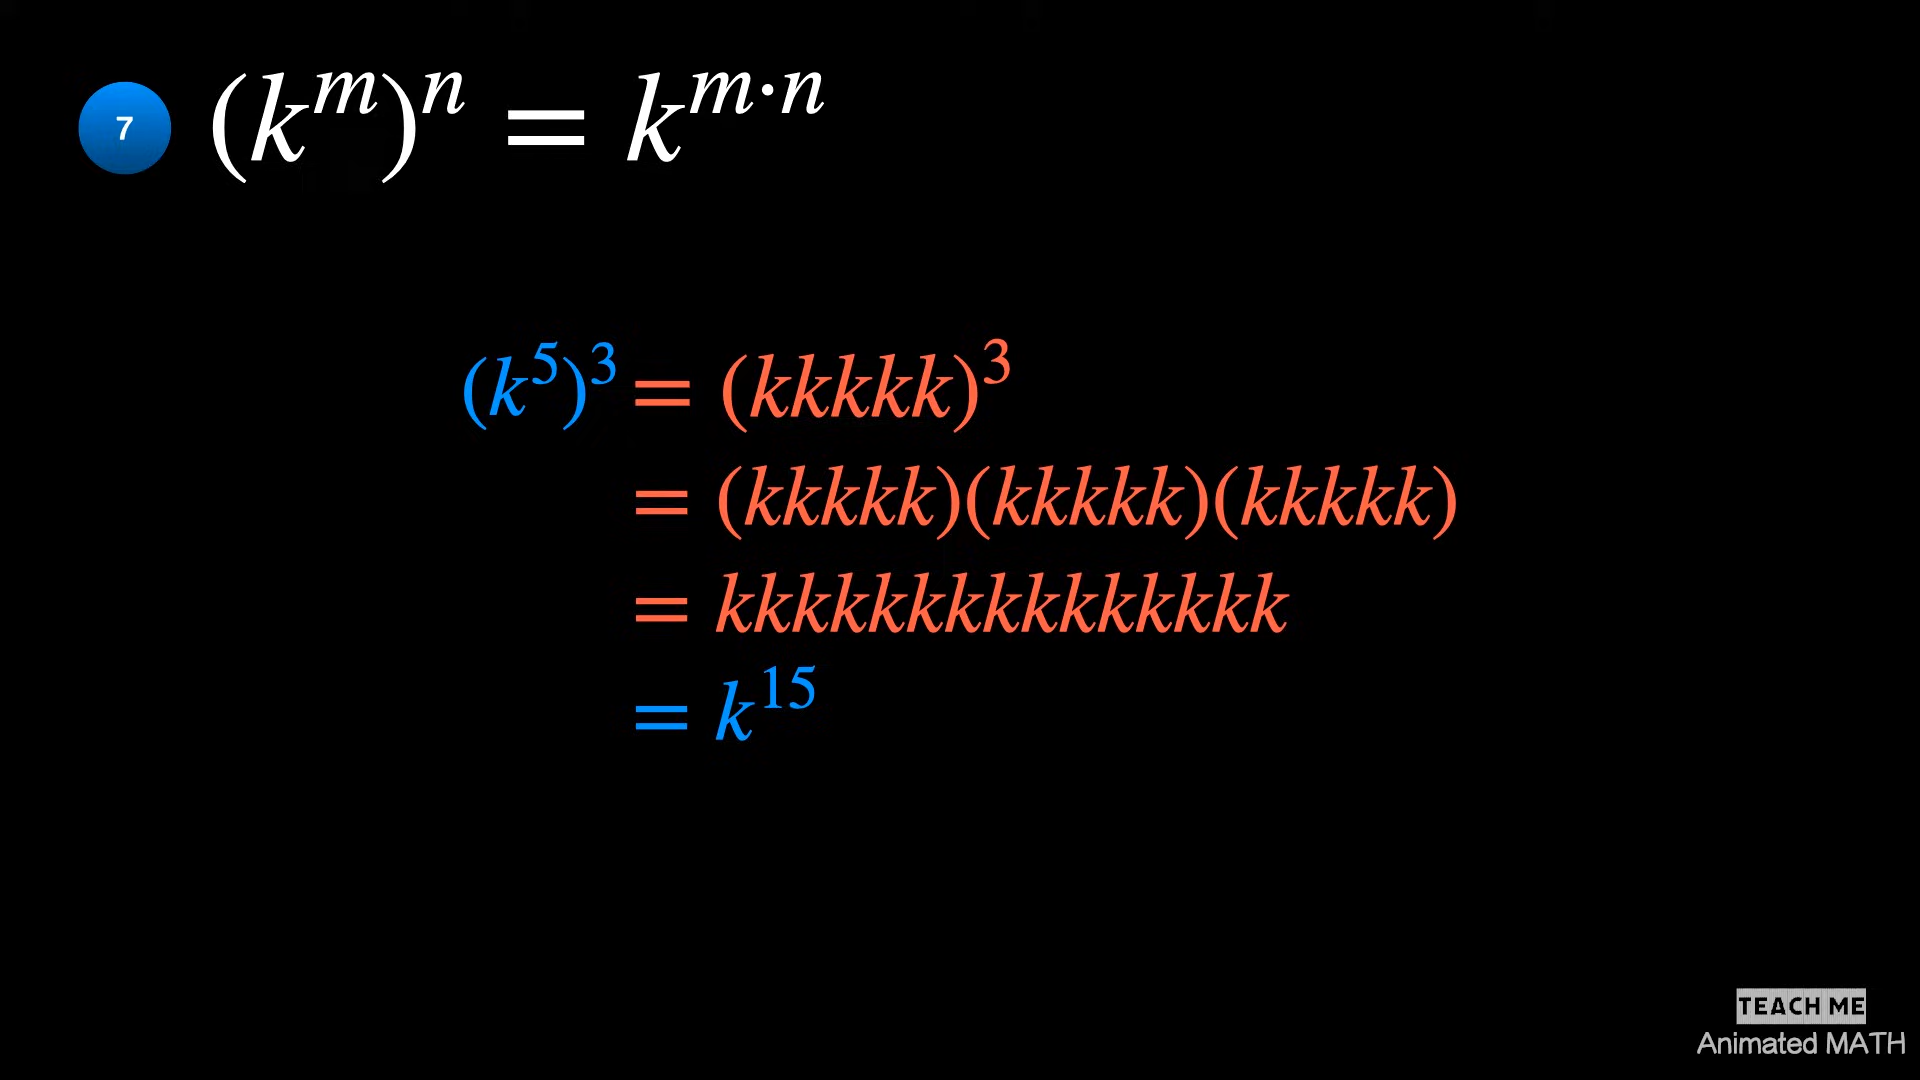 7 (k^m)^n = k^{m·n}
(k^5)^3 = (kkkkk)^3
= (kkkkk)(kkkkk)(kkkkk)
= kkkkkkkkkkkkkkk
= k^{15}
TEACH ME
Animated MATH